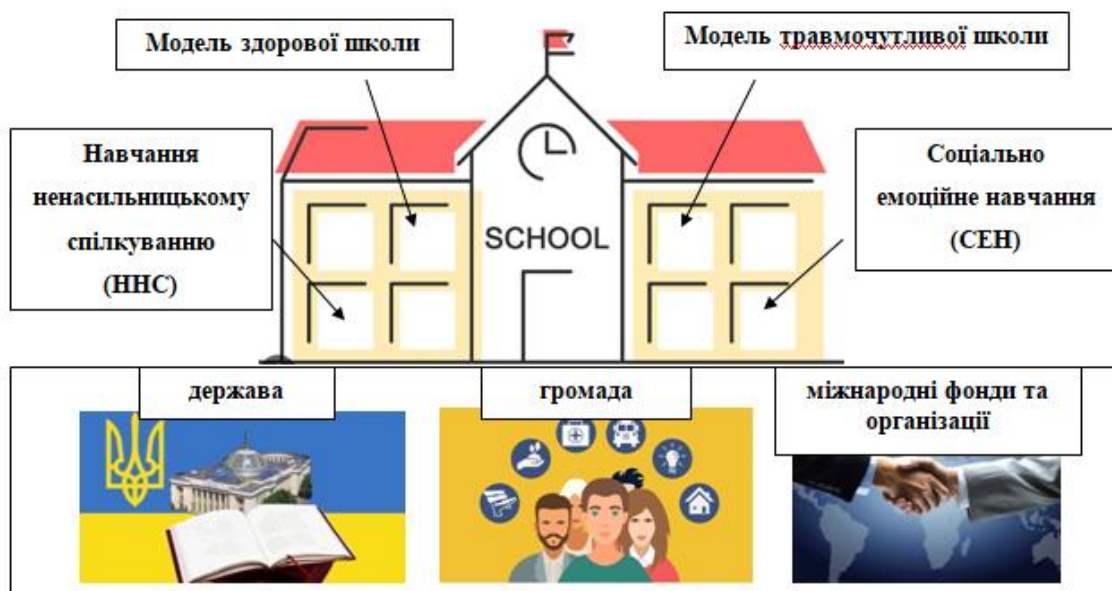 Модель здорової школи
Модель травмочутливої школи
Навчання
ненасильницькому
спілкуванню
(ННС)
SCHOOL
Соціально
емоційне навчання
(СЕН)
держава
громада
міжнародні фонди та
організації